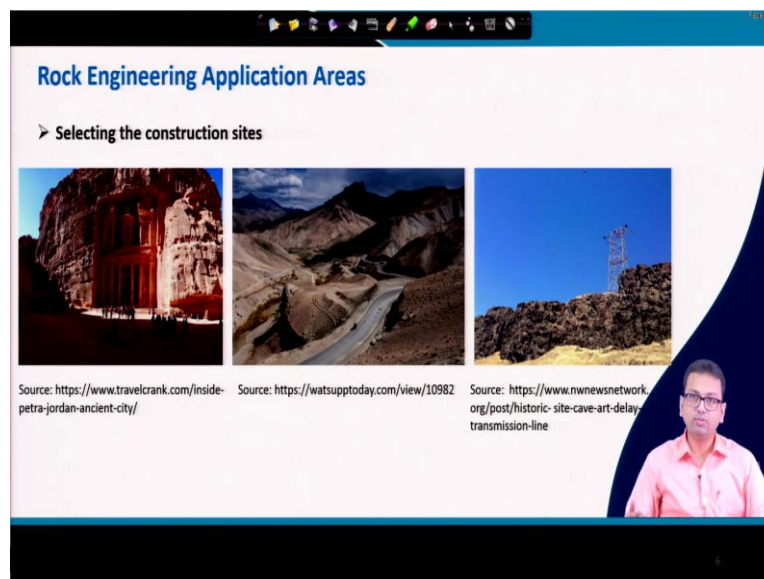 Rock Engineering Application Areas
➢ Selecting the construction sites
Source: https://www.travelcrank.com/inside-
petra-jordan-ancient-city/
Source: https://watsupptoday.com/view/10982
Source: https://www.nwnewsnetwork.
org/post/historic- site-cave-art-delay-
transmission-line
6